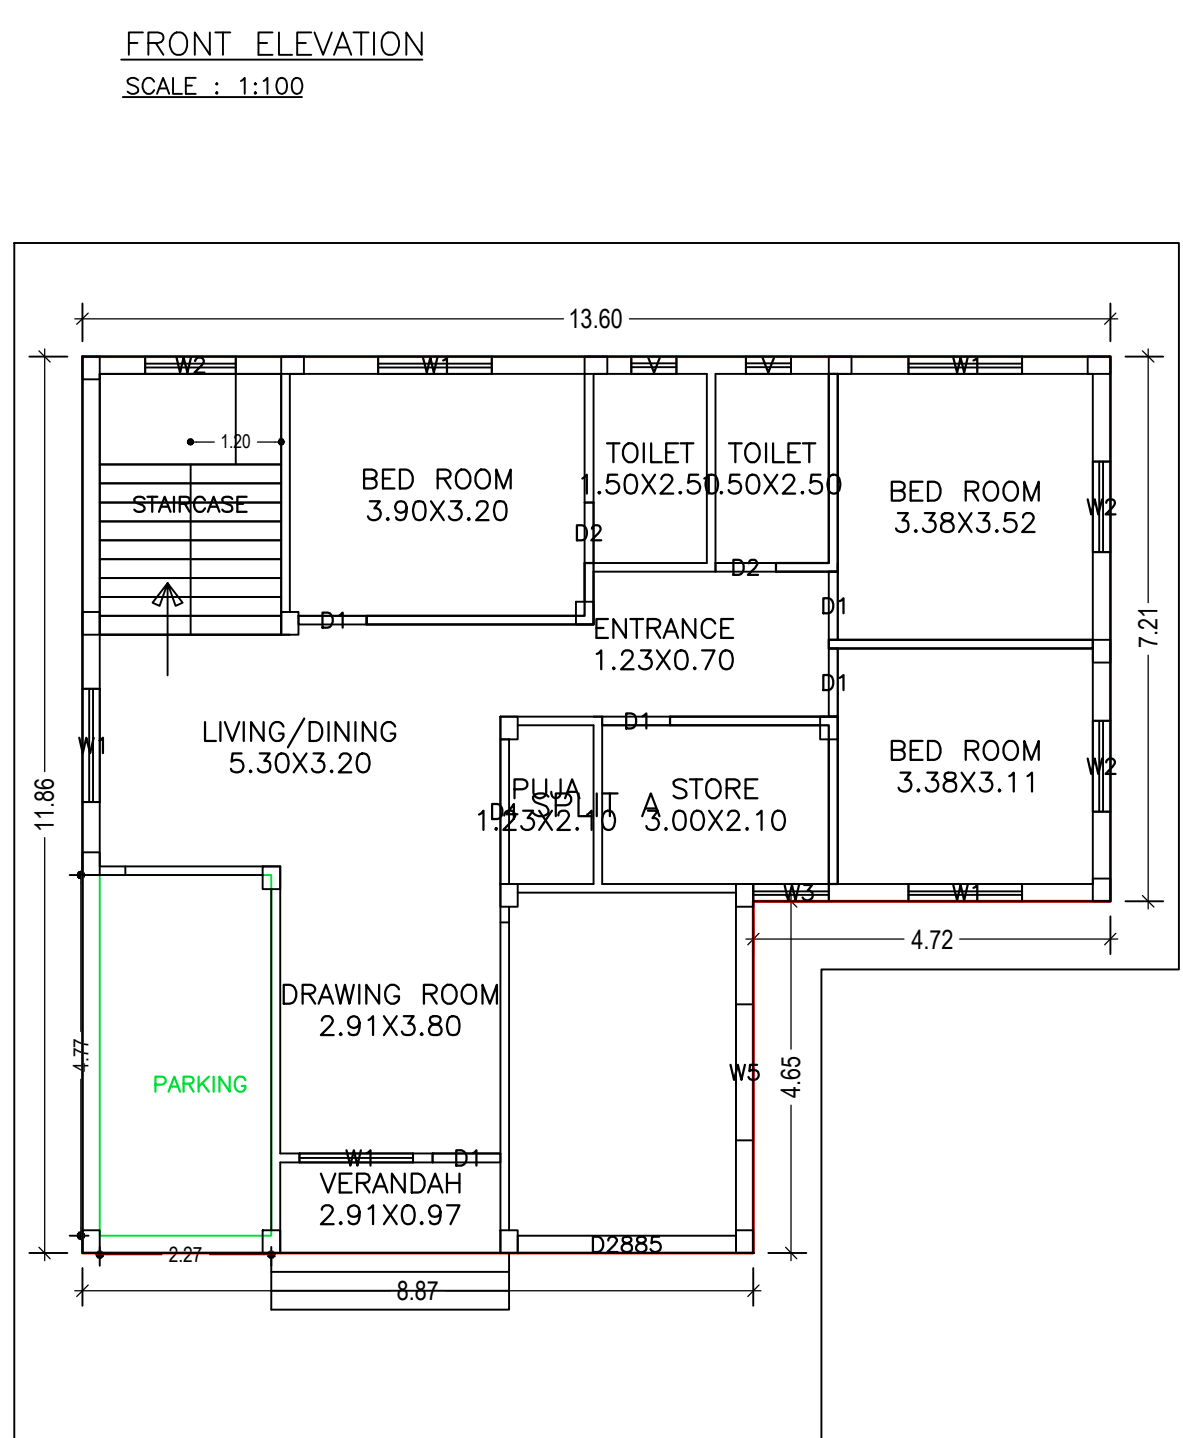 FRONT ELEVATION
SCALE : 1:100
13.60
W2
W1
V
V
W1
1.20
STAIRCASE
BED ROOM
3.90X3.20
TOILET
1.50X2.50
TOILET
1.50X2.50
BED ROOM
3.38X3.52
W2
D2
D2
D1
D1
ENTRANCE
1.23X0.70
7.21
D1
LIVING/DINING
5.30X3.20
W1
D1
BED ROOM
3.38X3.11
W2
11.86
PUJA
1.23X2.10
SPLIT A
STORE
3.00X2.10
W3
W1
4.72
DRAWING ROOM
2.91X3.80
4.77
PARKING
W5
4.65
W1
D1
VERANDAH
2.91X0.97
D2885
2.27
8.87